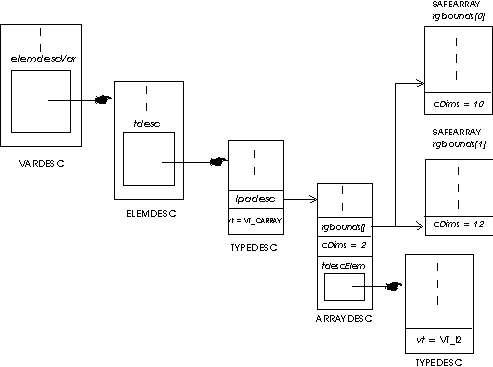 SAFEARRAY
rgbounds[0]
elemdescVar
cDims = 10
tdesc
SAFEARRAY
rgbounds[1]
VARDESC
lpadesc
ELEMDESC
vt = VT_CARRAY
rgbounds[]
cDims = 12
TYPEDESC
cDims = 2
tdescElem
ARRAYDESC
vt = VT_I2
TYPEDESC